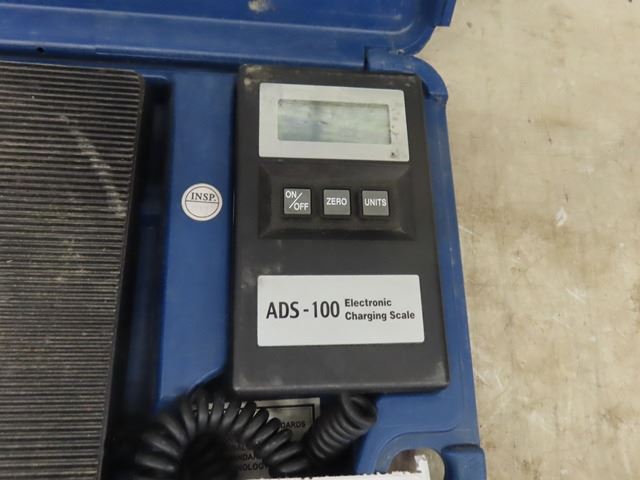 INSP.
ON/OFF
ZERO
UNITS
ADS-100 Electronic
Charging Scale